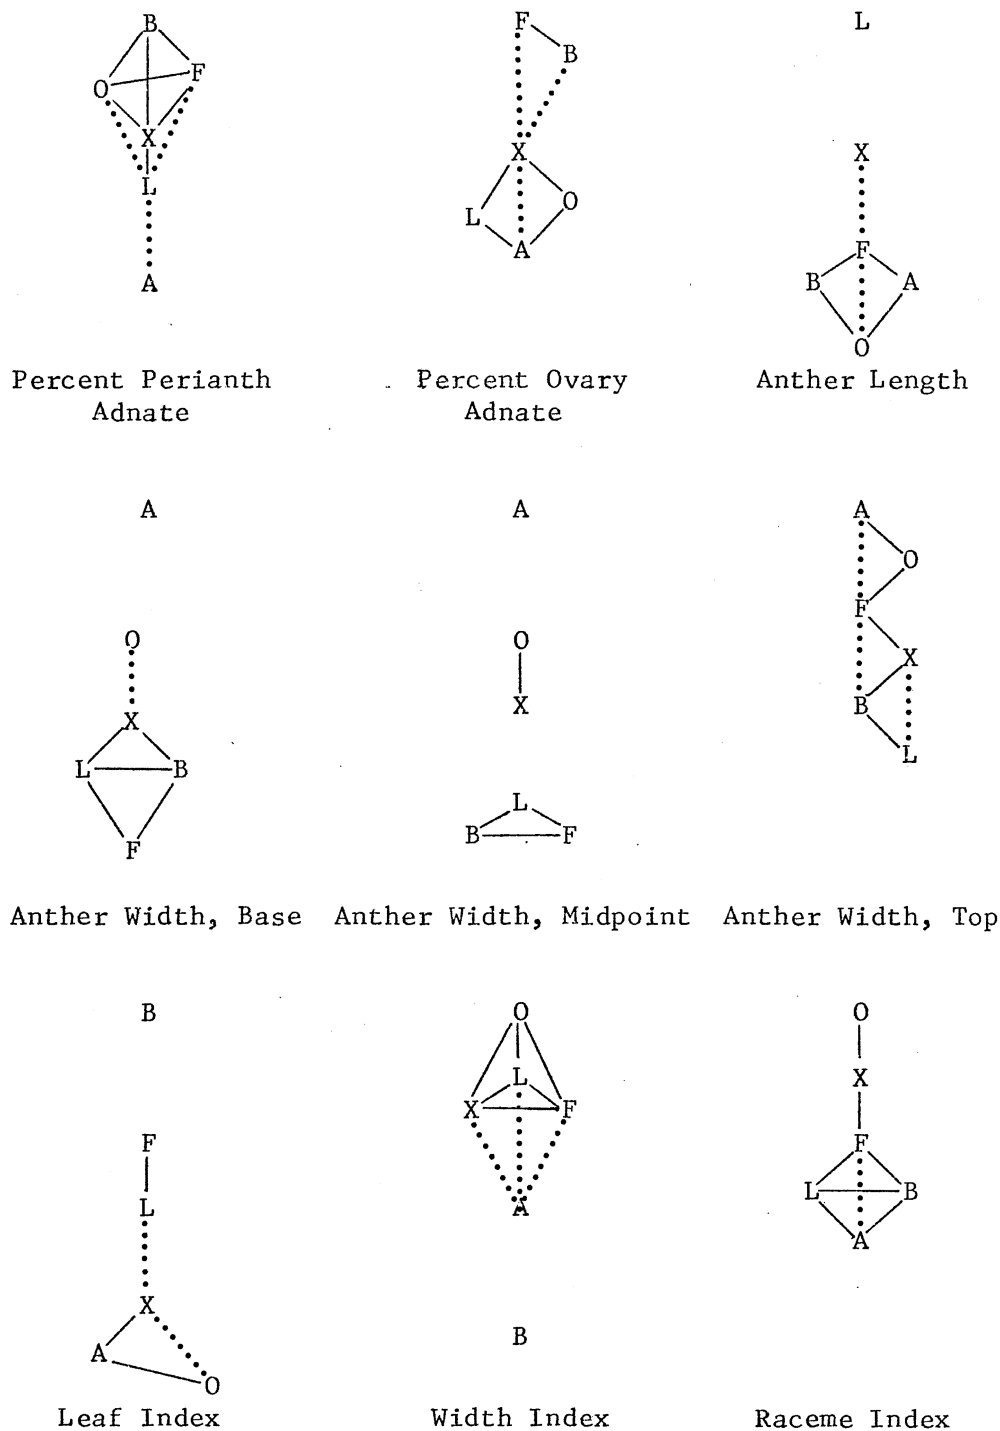 B
F
O
X
L
A
F
B
X
L
O
A
L
X
F
B A
O
Percent Perianth
Adnate
Percent Ovary
Adnate
Anther Length
A
O
X
L B
F
A
O
X
L
B F
A
O
F
X
B
L
Anther Width, Base
Anther Width, Midpoint
Anther Width, Top
B
F
L
X
A
O
O
L
X F
A
B
O
X
F
L B
A
Leaf Index
Width Index
Raceme Index